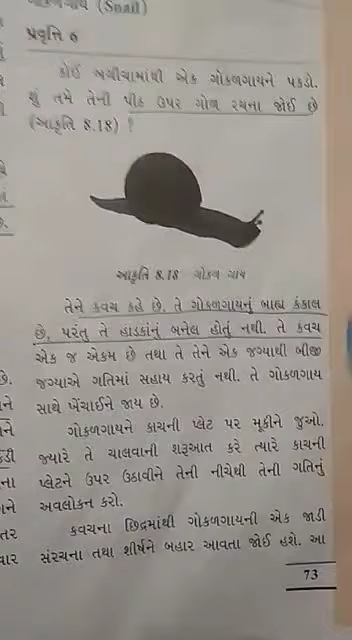 ગોકળગાય (Snail)
પ્રવૃત્તિ 6
કોઈ બગીચામાંથી એક ગોકળગાયને પકડો.
શું તમે તેની પીઠ ઉપર ગોળ રચના જોઈ છે
(આકૃતિ 8.18) ?
આકૃતિ 8.18 ગોકળ ગાય
તેને કવચ કહે છે. તે ગોકળગાયનું બાહ્ય કંકાલ
છે, પરંતુ તે હાડકાંનું બનેલ હોતું નથી. તે કવચ
એક જ એકમ છે તથા તે તેને એક જગ્યાથી બીજી
જગ્યાએ ગતિમાં સહાય કરતું નથી. તે ગોકળગાય
સાથે ખેંચાઈને જાય છે.
ગોકળગાયને કાચની પ્લેટ પર મૂકીને જુઓ.
જ્યારે તે ચાલવાની શરૂઆત કરે ત્યારે કાચની
પ્લેટને ઉપર ઉઠાવીને તેની નીચેથી તેની ગતિનું
અવલોકન કરો.
કવચના છિદ્રમાંથી ગોકળગાયની એક જાડી
સંરચના તથા શીર્ષને બહાર આવતા જોઈ હશે. આ
73